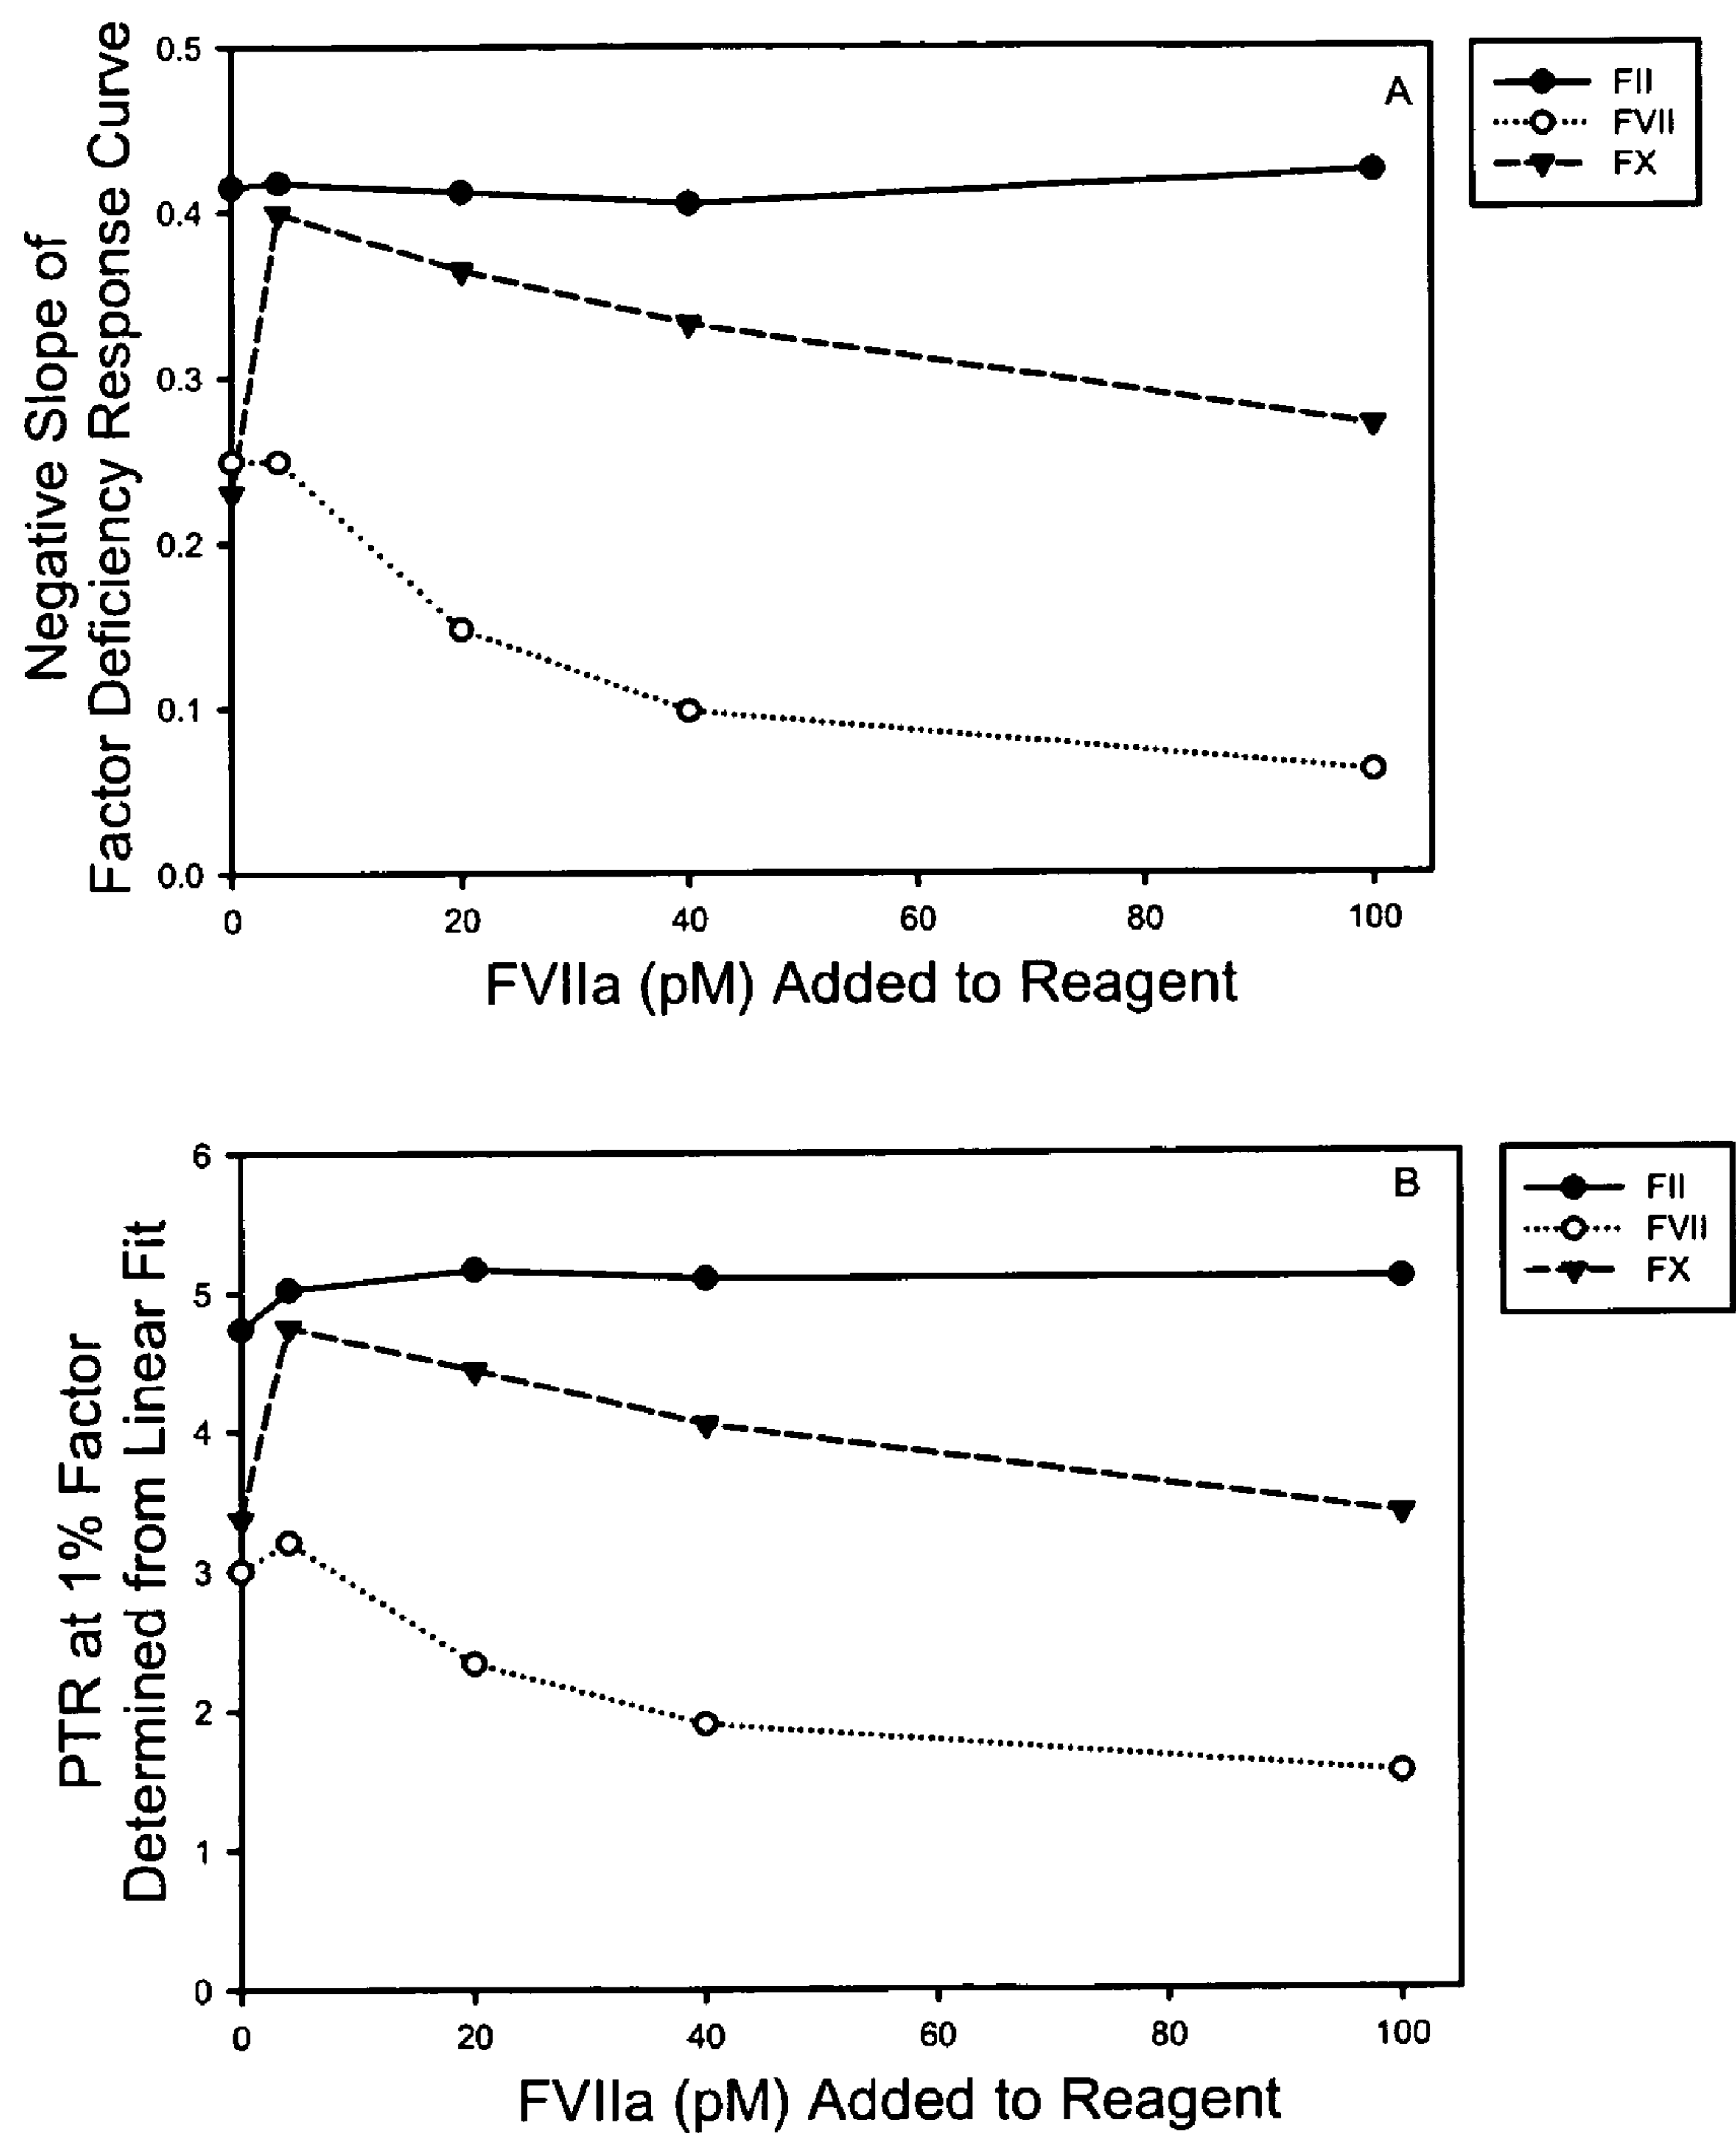 Negative Slope of
Factor Deficiency Response Curve
0.5
0.4
0.3
0.2
0.1
0.0
A
FII
FVII
FX
0 20 40 60 80 100
FVIIa (pM) Added to Reagent
PTR at 1% Factor
Determined from Linear Fit
6
5
4
3
2
1
0
B
FII
FVII
FX
0 20 40 60 80 100
FVIIa (pM) Added to Reagent